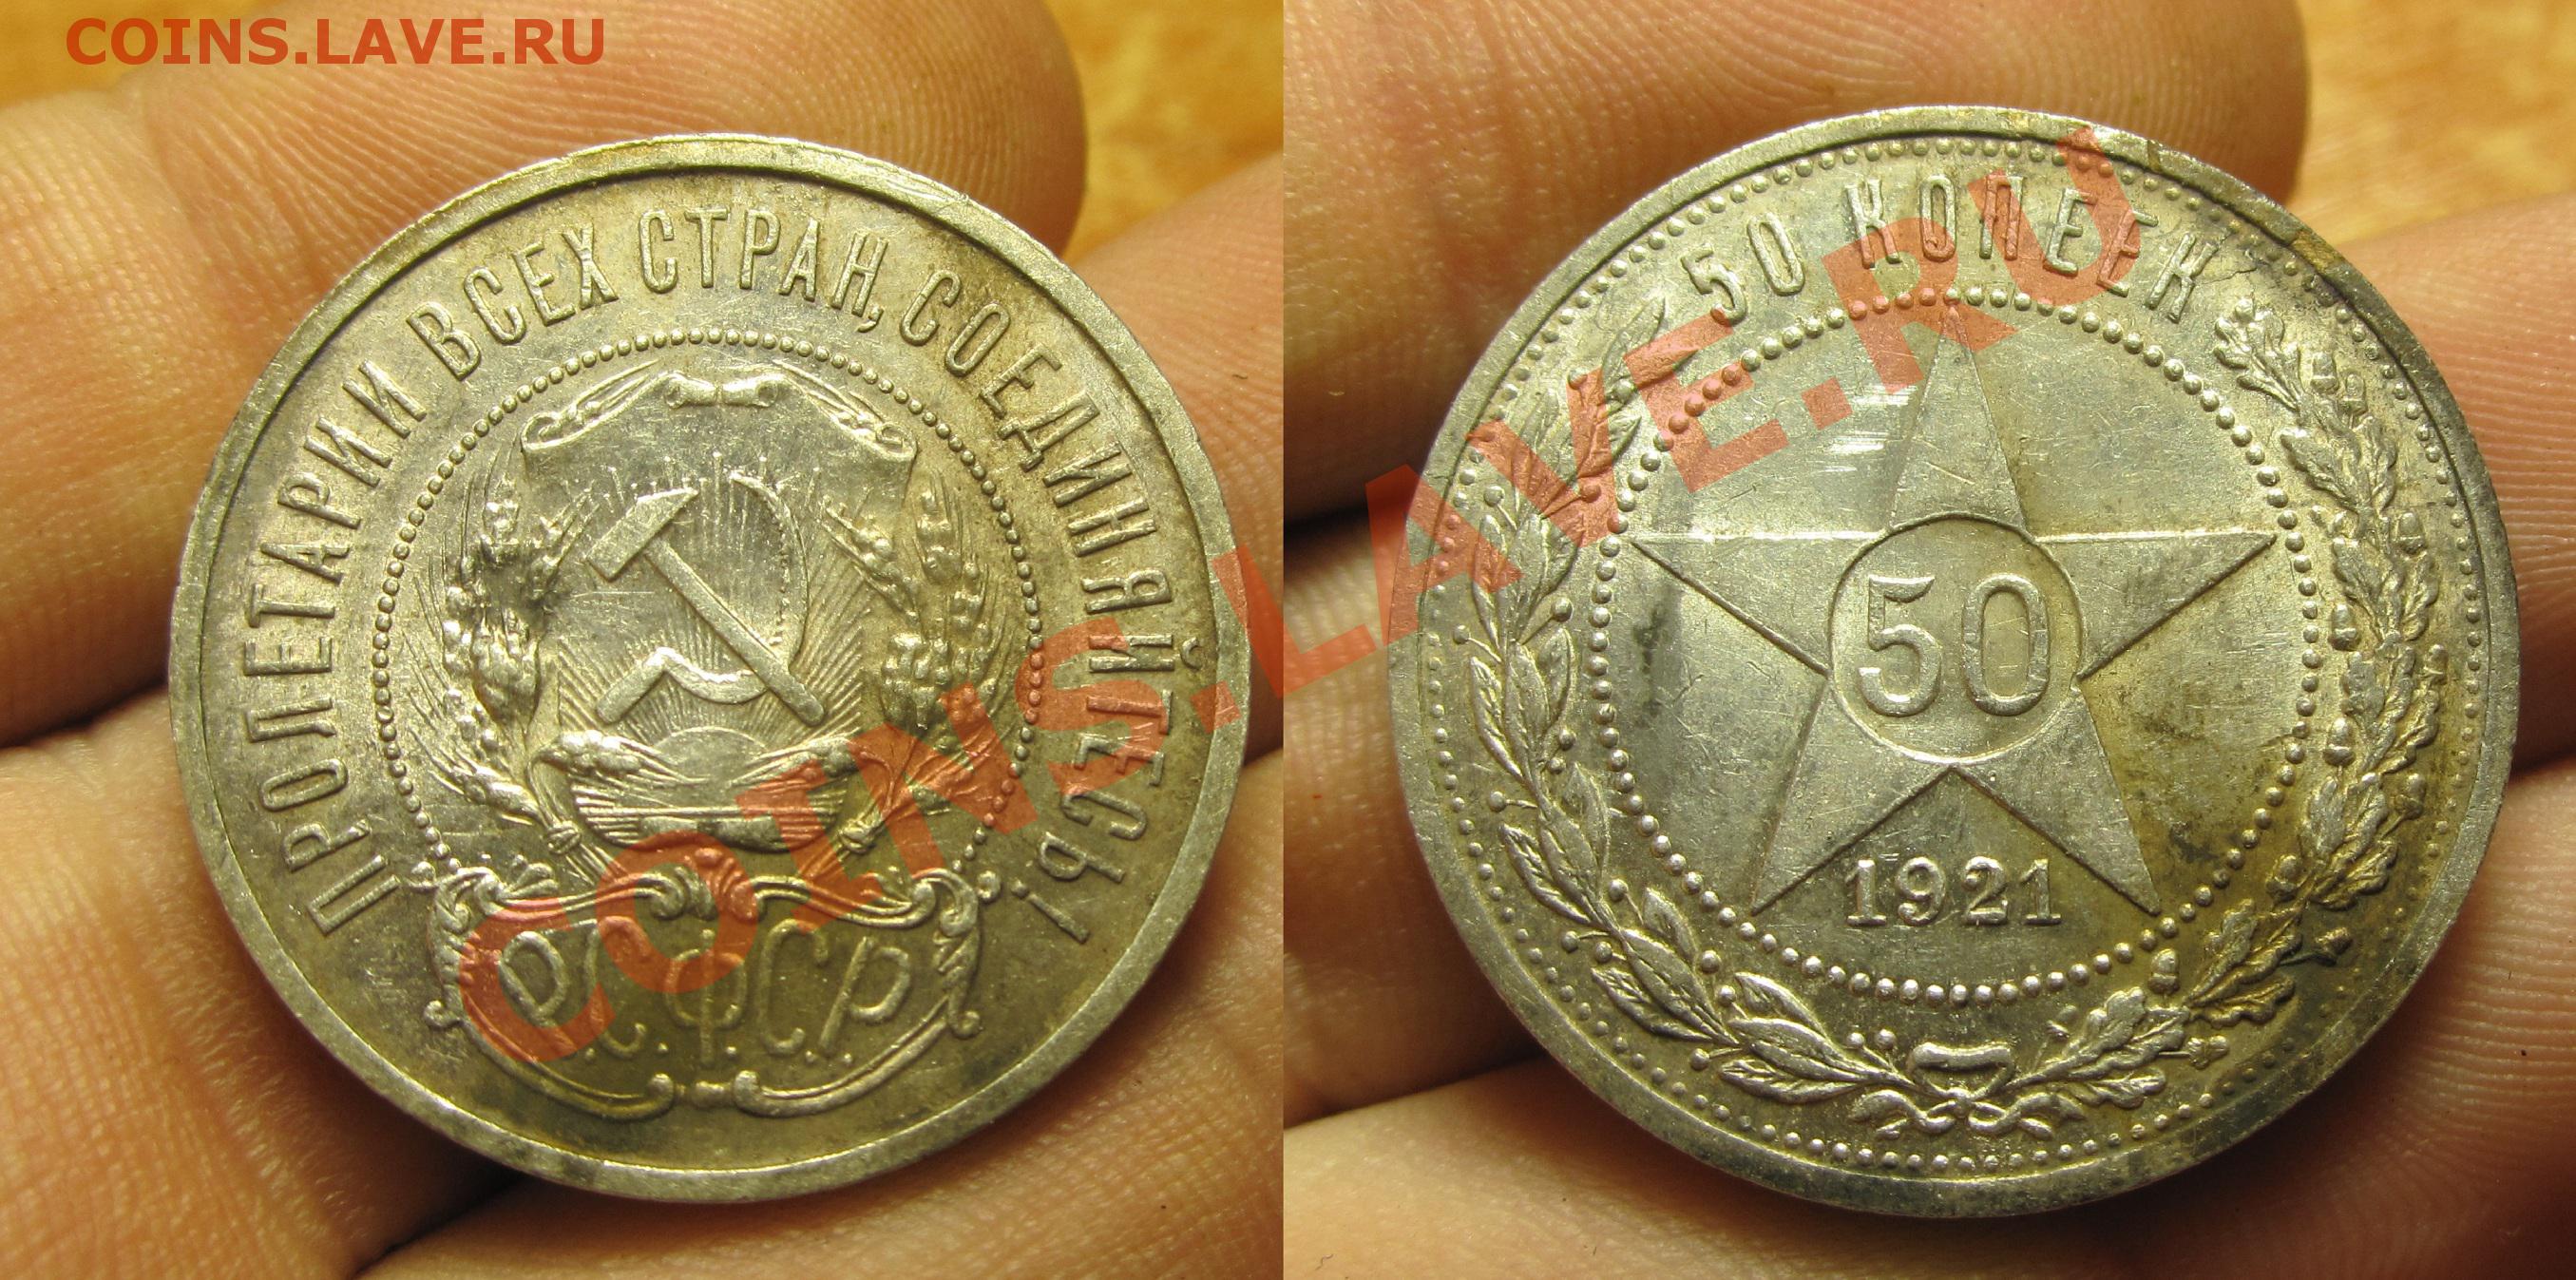 COINS.LAVE.RU
ПРОЛЕТАРИИ ВСЕХ СТРАН, СОЕДИНЯЙТЕСЬ!
Р.С.Ф.С.Р.
50 КОПЕЕК
50
1921
COINS.LAVE.RU